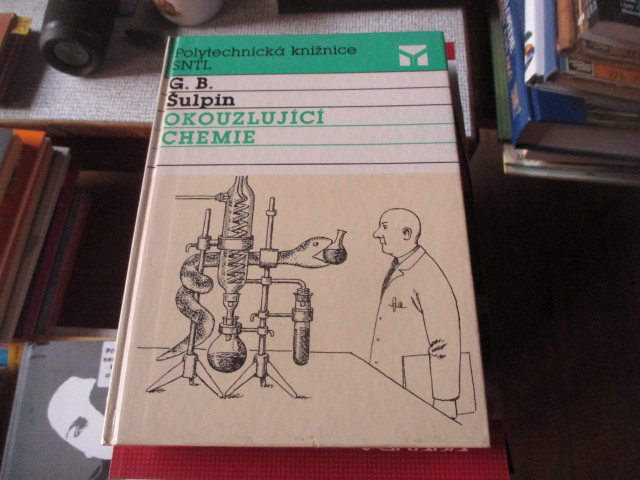 Polytechnická knižnice
SNTL
G. B.
Šulpin
OKOUZLUJÍCÍ
CHEMIE